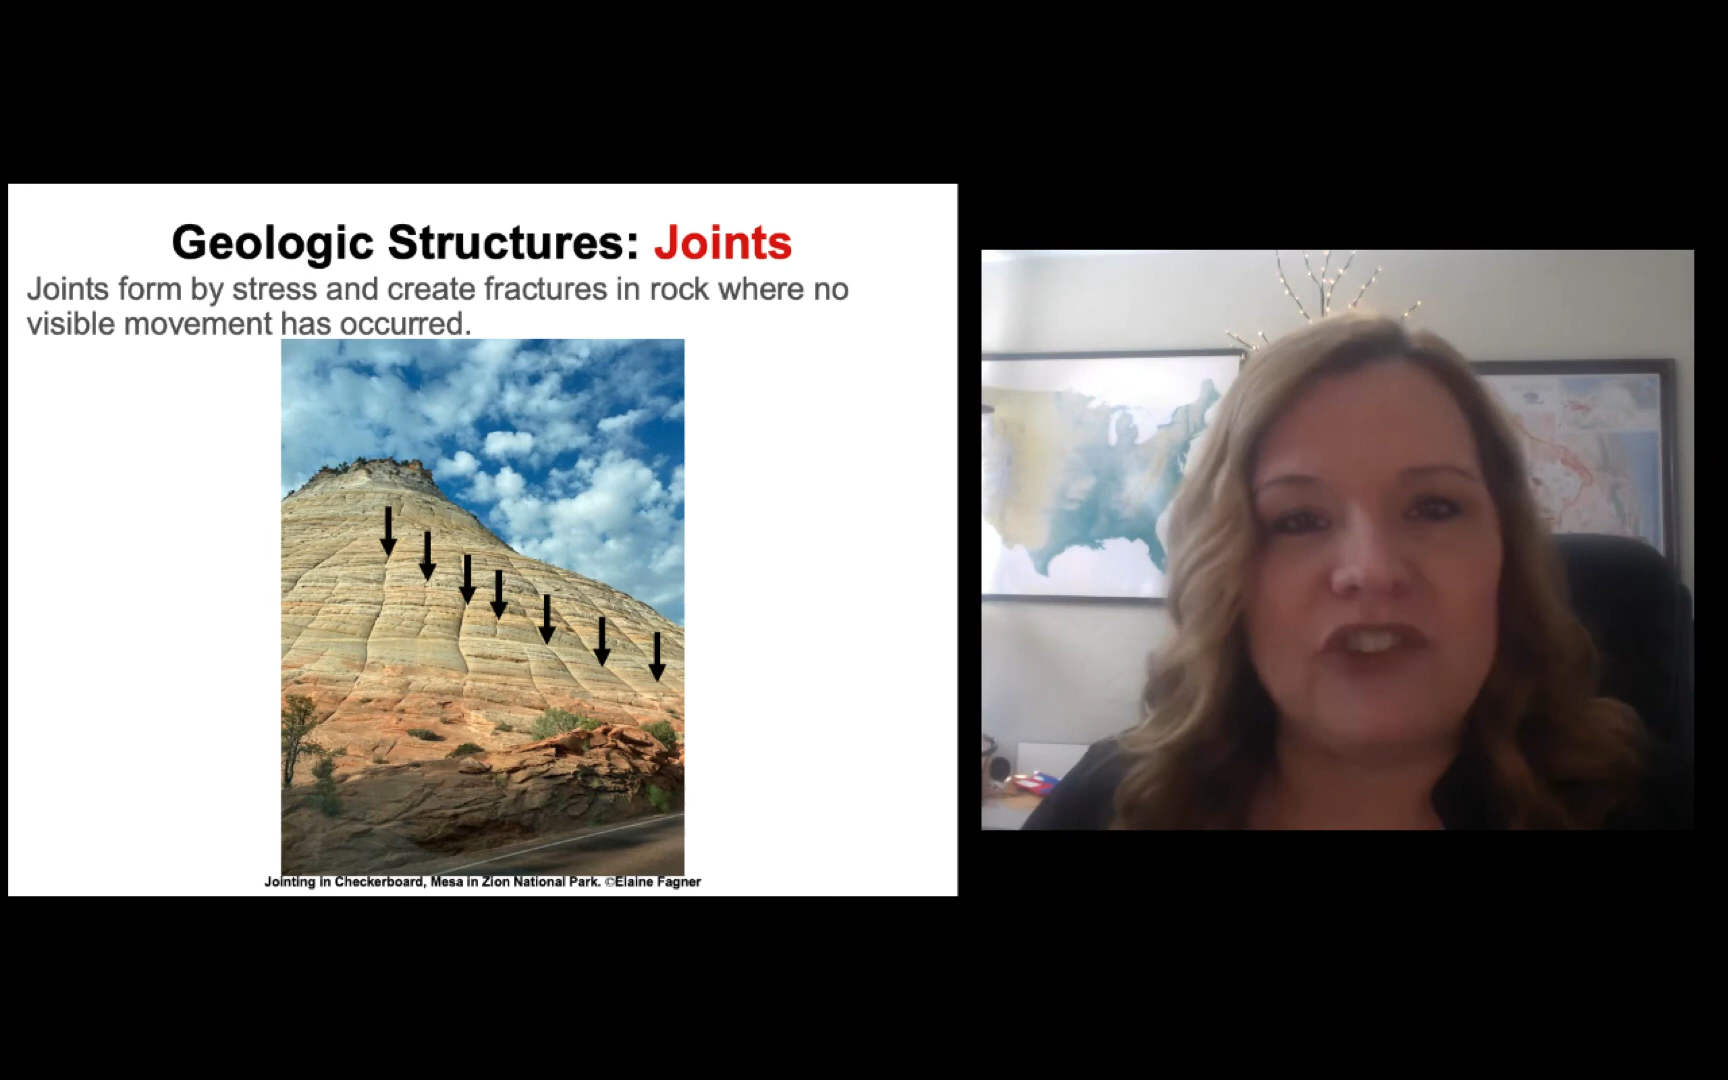 Geologic Structures: Joints
Joints form by stress and create fractures in rock where no
visible movement has occurred.
Jointing in Checkerboard, Mesa in Zion National Park. ©Elaine Fagner